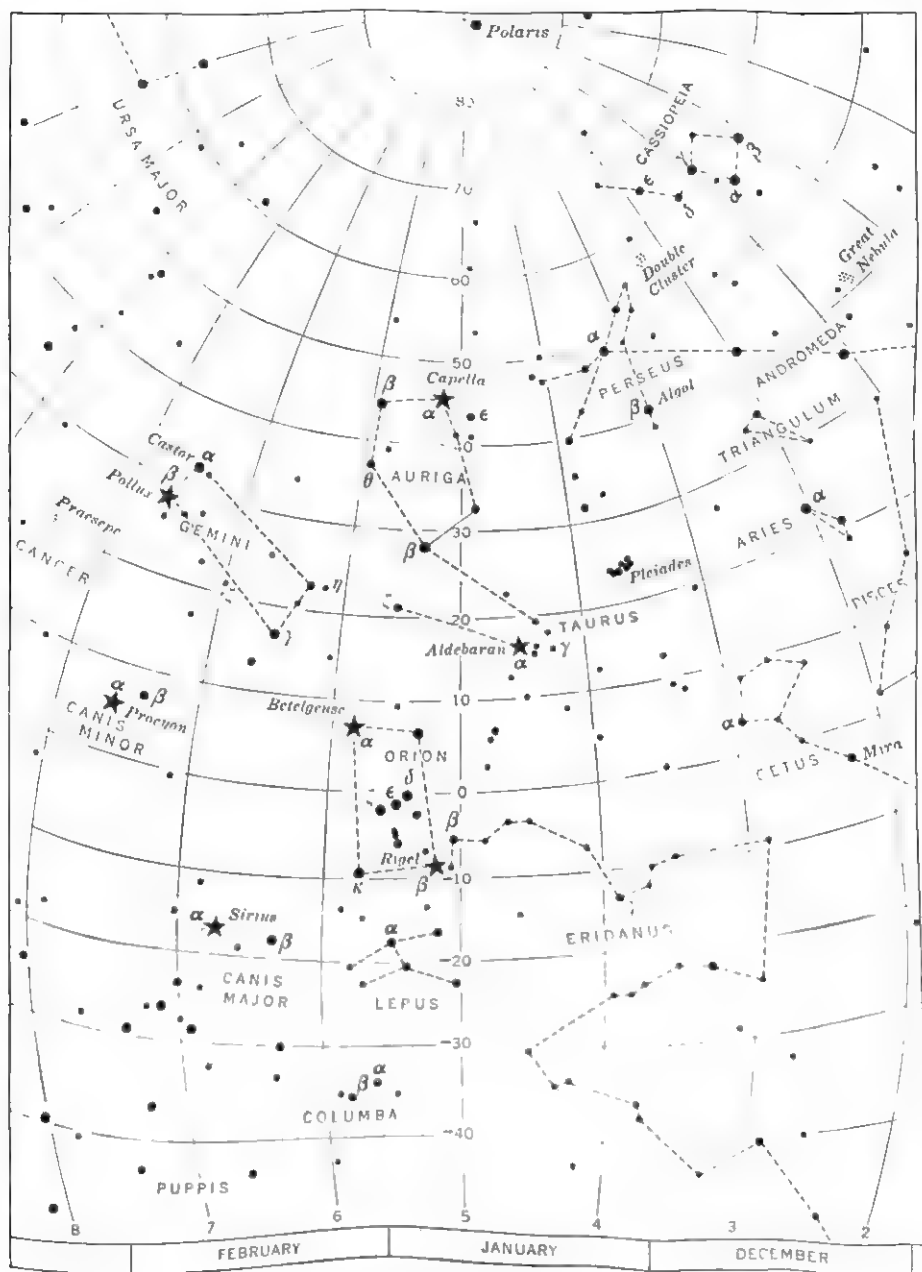 Polaris
80
URSA MAJOR
CASSIOPEIA
γ
β
ε
α
δ
70
Double
Cluster
Great
Nebula
60
α
50
PERSEUS
ANDROMEDA
β
Capella
α
ε
β
Algol
TRIANGULUM
40
Castor
α
θ
AURIGA
β
Pollux
GEMINI
α
ARIES
Praesepe
30
β
Pleiades
CANCER
η
PISCES
20
TAURUS
Aldebaran
α
γ
α
β
Procyon
CANIS
MINOR
10
Betelgeuse
α
ORION
α
Mira
CETUS
δ
ε
0
β
Rigel
β
κ
-10
α
Sirius
β
α
ERIDANUS
-20
CANIS
MAJOR
LEPUS
-30
α
β
COLUMBA
-40
PUPPIS
8
7
6
5
4
3
2
FEBRUARY
JANUARY
DECEMBER